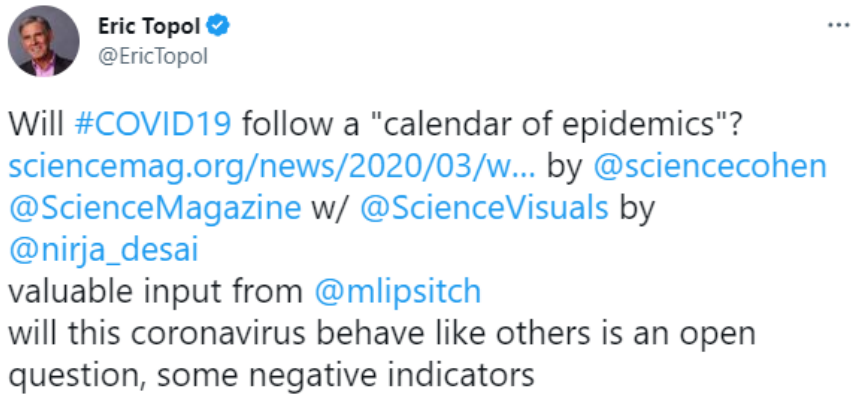 Eric Topol
@EricTopol
Will #COVID19 follow a "calendar of epidemics"?
sciencemag.org/news/2020/03/w... by @sciencecohen
@ScienceMagazine w/ @ScienceVisuals by
@nirja_desai
valuable input from @mlipsitch
will this coronavirus behave like others is an open
question, some negative indicators